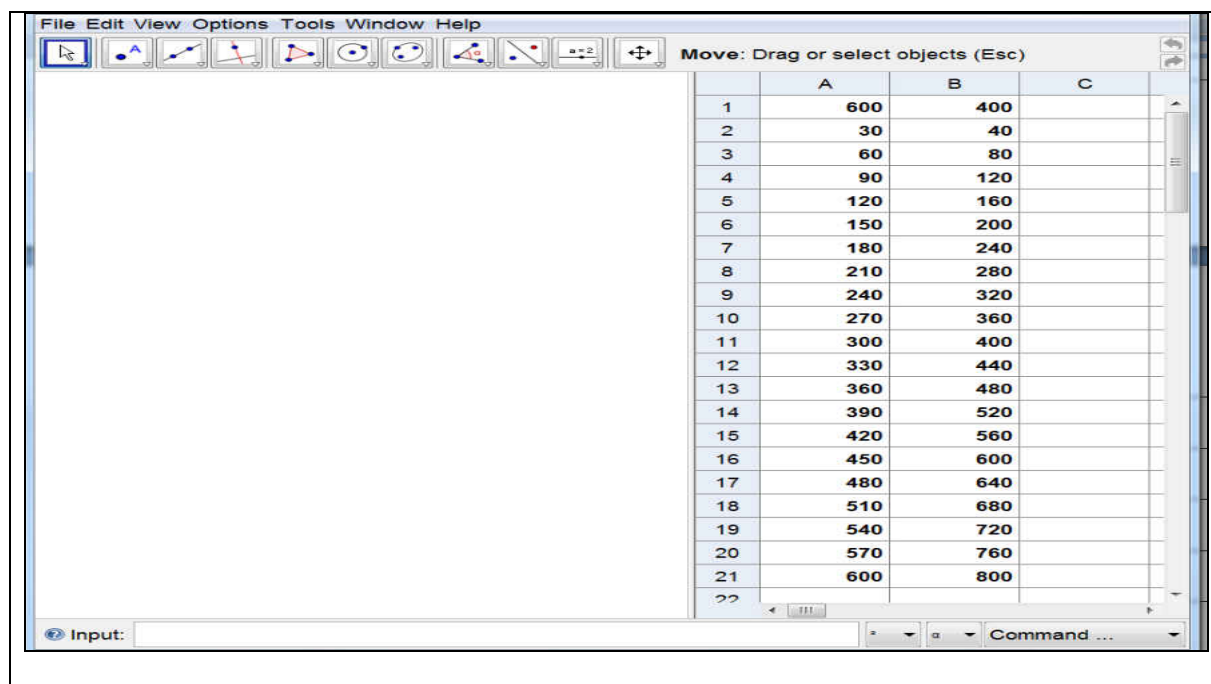 File Edit View Options Tools Window Help
A a=2 Move: Drag or select objects (Esc)
A B C
1 600 400
2 30 40
3 60 80
4 90 120
5 120 160
6 150 200
7 180 240
8 210 280
9 240 320
10 270 360
11 300 400
12 330 440
13 360 480
14 390 520
15 420 560
16 450 600
17 480 640
18 510 680
19 540 720
20 570 760
21 600 800
22
Input: α Command ...